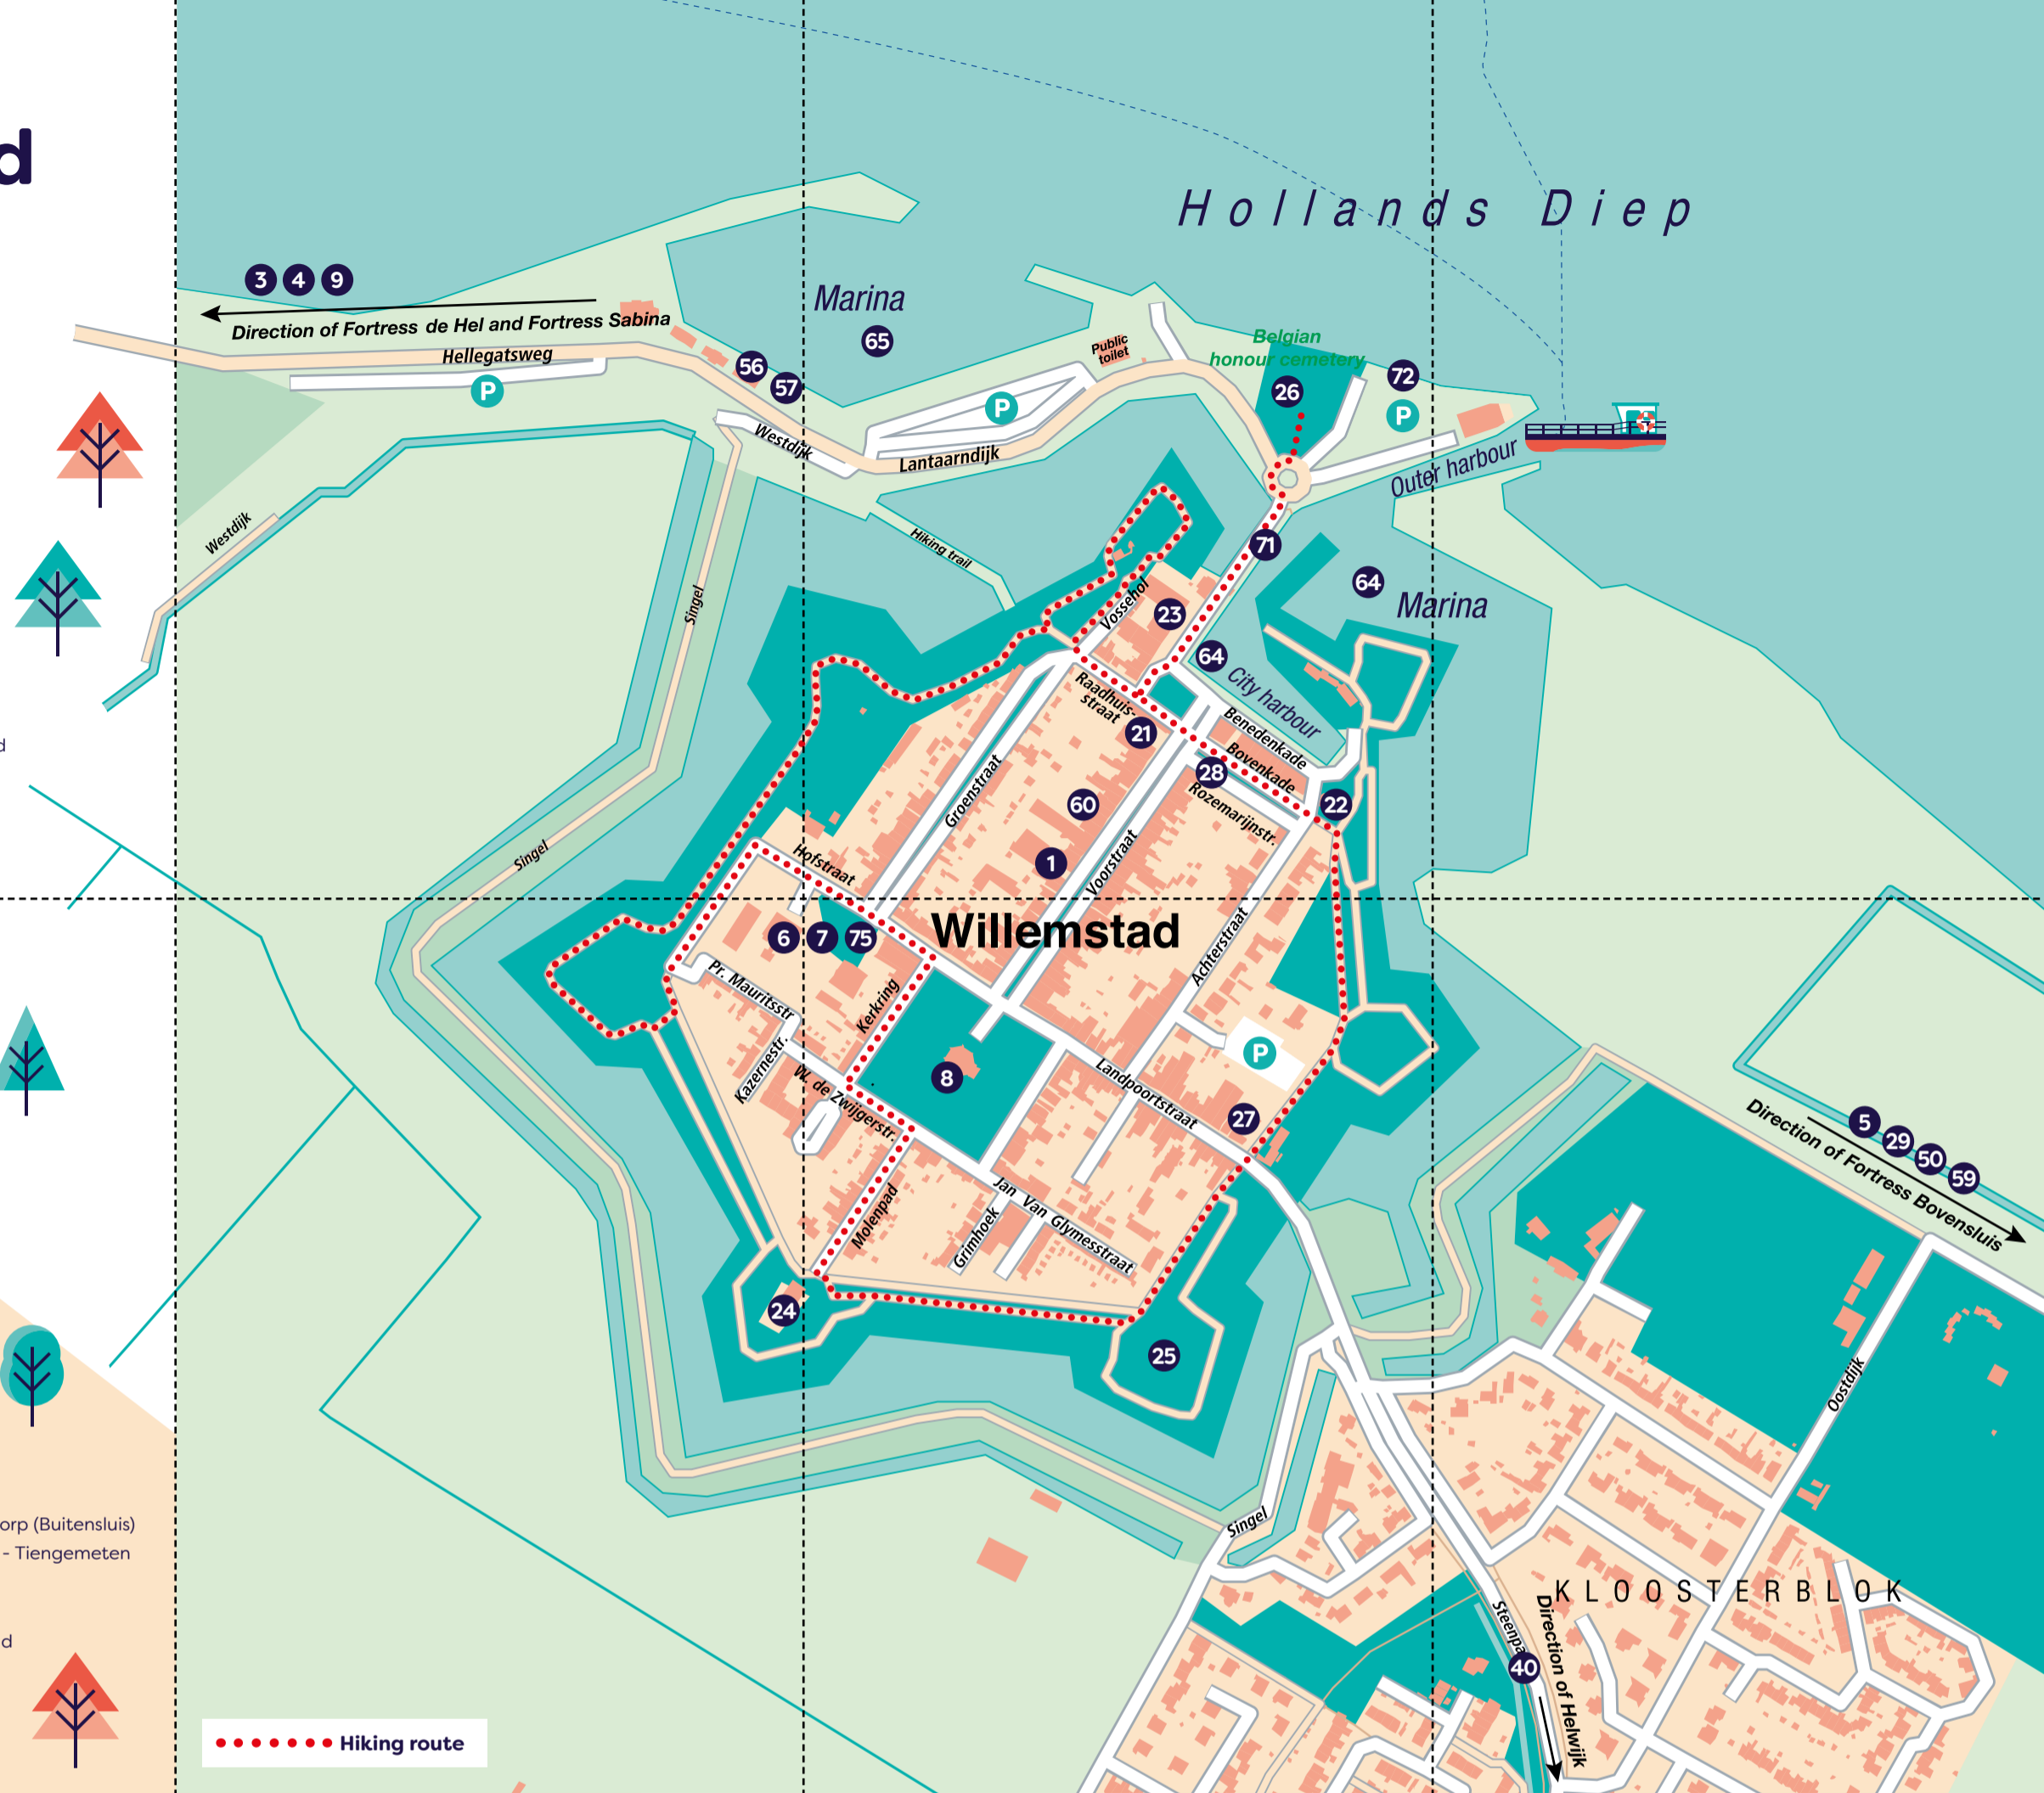 d
Hollands Diep
3 4 9
Direction of Fortress de Hel and Fortress Sabina
Marina
65
Hellegatsweg
P
56
57
Public
toilet
Belgian
honour cemetery
26
72
P
P
Westdijk
Lantaarndijk
Outer harbour
Westdijk
Hiking trail
71
64
Marina
Singel
Vossehol
23
64
City harbour
Raadhuis-
straat
21
Benedenkade
Bovenkade
28
Rozemarijnstr.
22
Groenstraat
60
Voorstraat
1
Singel
Hofstraat
d
Willemstad
6 7 75
Achterstraat
Pr. Mauritsstr
Kerkring
Kazernestr.
W. de Zwijgerstr.
8
P
Landpoortstraat
27
5 29 50 59
Direction of Fortress Bovensluis
Molenpad
Jan Van Glymesstraat
Grimhoek
24
25
Oostdijk
Singel
orp (Buitensluis)
- Tiengemeten
KLOOSTERBLOK
Steenpa
40
Direction of Helwijk
d
Hiking route